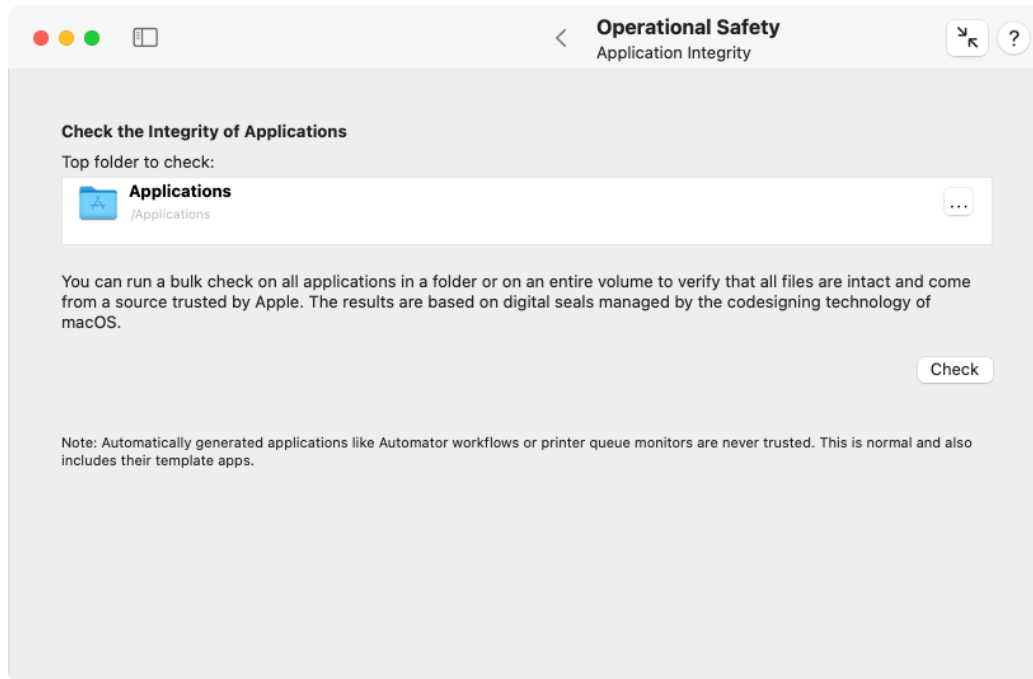 Operational Safety
Application Integrity
?
Check the Integrity of Applications
Top folder to check:
Applications
/Applications
...
You can run a bulk check on all applications in a folder or on an entire volume to verify that all files are intact and come
from a source trusted by Apple. The results are based on digital seals managed by the codesigning technology of
macOS.
Check
Note: Automatically generated applications like Automator workflows or printer queue monitors are never trusted. This is normal and also
includes their template apps.